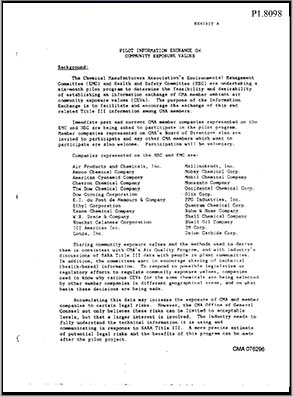 P1.8098
EXHIBIT A
PILOT INFORMATION EXCHANGE ON
COMMUNITY EXPOSURE VALUES
Background:
The Chemical Manufacturers Association's Environmental Management
Committee (EMC) and Health and Safety Committee (HSC) are undertaking a
six-month pilot program to determine the feasibility and desirability
of establishing an information exchange of CMA member ambient air
community exposure values (CEVs). The purpose of the Information
Exchange is to facilitate and encourage the exchange of this and
related Title III information among CMA members.
Immediate past and current CMA member companies represented on the
EMC and HSC are being asked to participate in the pilot program.
Member companies represented on CMA's Board of Directors also are
invited to participate and any other CMA members which want to
participate are also welcome. Participation will be voluntary.
Companies represented on the HSC and EMC are:
Air Products and Chemicals, Inc.
Amoco Chemical Company
American Cyanamid Company
Chevron Chemical Company
The Dow Chemical Company
Dow Corning Corporation
E.I. du Pont de Nemours & Company
Ethyl Corporation
Exxon Chemical Company
W.R. Grace & Company
Hoechst Celanese Corporation
ICI Americas Inc.
Lonza, Inc.
Mallinckrodt, Inc.
Mobay Chemical Corp.
Mobil Chemical Corp.
Monsanto Company
Occidental Chemical Corp.
Olin Corp.
PPG Industries, Inc.
Quantum Chemical Corp.
Rohm & Haas Company
Shell Chemical Company
Shell Oil Company
3M Corp.
Union Carbide Corp.
Sharing community exposure values and the methods used to derive
them is consistent with CMA's Air Quality Program, and with industry's
discussions of SARA Title III data with people in plant communities.
In addition, the committees want to encourage sharing of technical
(health-based) information. To respond to possible legislative or
regulatory efforts to regulate community exposure values, companies
need to know why various CEVs for the same chemicals are being selected
by other member companies in different geographical areas, and on what
basis these decisions are being made.
Accumulating this data may increase the exposure of CMA and member
companies to certain legal risks. However, the CMA Office of General
Counsel not only believes these risks can be limited to acceptable
levels, but that a larger interest is involved. The industry needs to
fully understand the technical information it is using and
communicating in response to SARA Title III. A more precise estimate
of potential legal risks and the benefits of this program can be made
after the pilot project.
CMA 076296